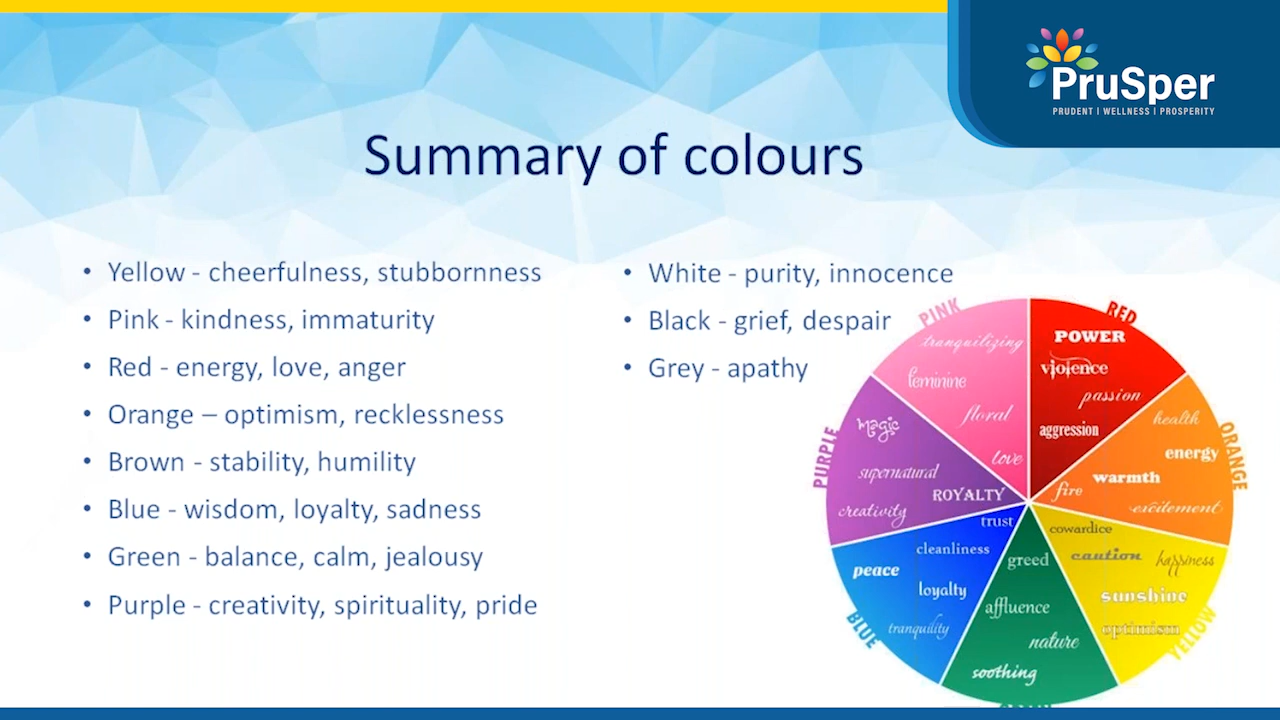 PruSper
PRUDENT | WELLNESS | PROSPERITY
Summary of colours
• Yellow - cheerfulness, stubbornness
• Pink - kindness, immaturity
• Red - energy, love, anger
• Orange – optimism, recklessness
• Brown - stability, humility
• Blue - wisdom, loyalty, sadness
• Green - balance, calm, jealousy
• Purple - creativity, spirituality, pride
• White - purity, innocence
• Black - grief, despair
• Grey - apathy
PINK
tranquilizing
feminine
floral
love
RED
POWER
violence
passion
aggression
ORANGE
health
energy
warmth
fire
excitement
YELLOW
cowardice
caution
happiness
sunshine
optimism
greed
affluence
nature
soothing
BLUE
trust
cleanliness
peace
loyalty
tranquility
PURPLE
magic
supernatural
ROYALTY
creativity